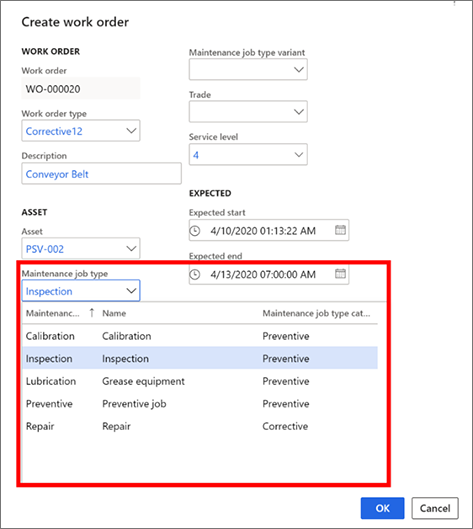 Create work order
WORK ORDER
Work order
WO-000020
Work order type
Corrective12
Description
Conveyor Belt
ASSET
Asset
PSV-002
Maintenance job type
Inspection
Maintenance job type variant
Trade
Service level
4
EXPECTED
Expected start
4/10/2020 01:13:22 AM
Expected end
4/13/2020 07:00:00 AM
Maintenanc... ↑ Name Maintenance job type cat...
Calibration Calibration Preventive
Inspection Inspection Preventive
Lubrication Grease equipment Preventive
Preventive Preventive job Preventive
Repair Repair Corrective
OK Cancel